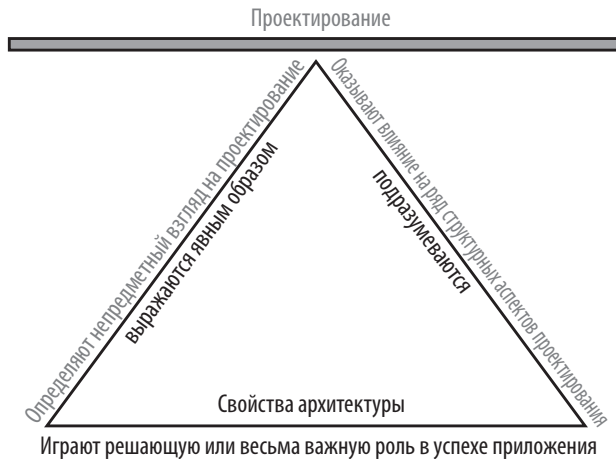 Проектирование
Определяют непредметный взгляд на проектирование
выражаются явным образом
Оказывают влияние на ряд структурных аспектов проектирования
подразумеваются
Свойства архитектуры
Играют решающую или весьма важную роль в успехе приложения